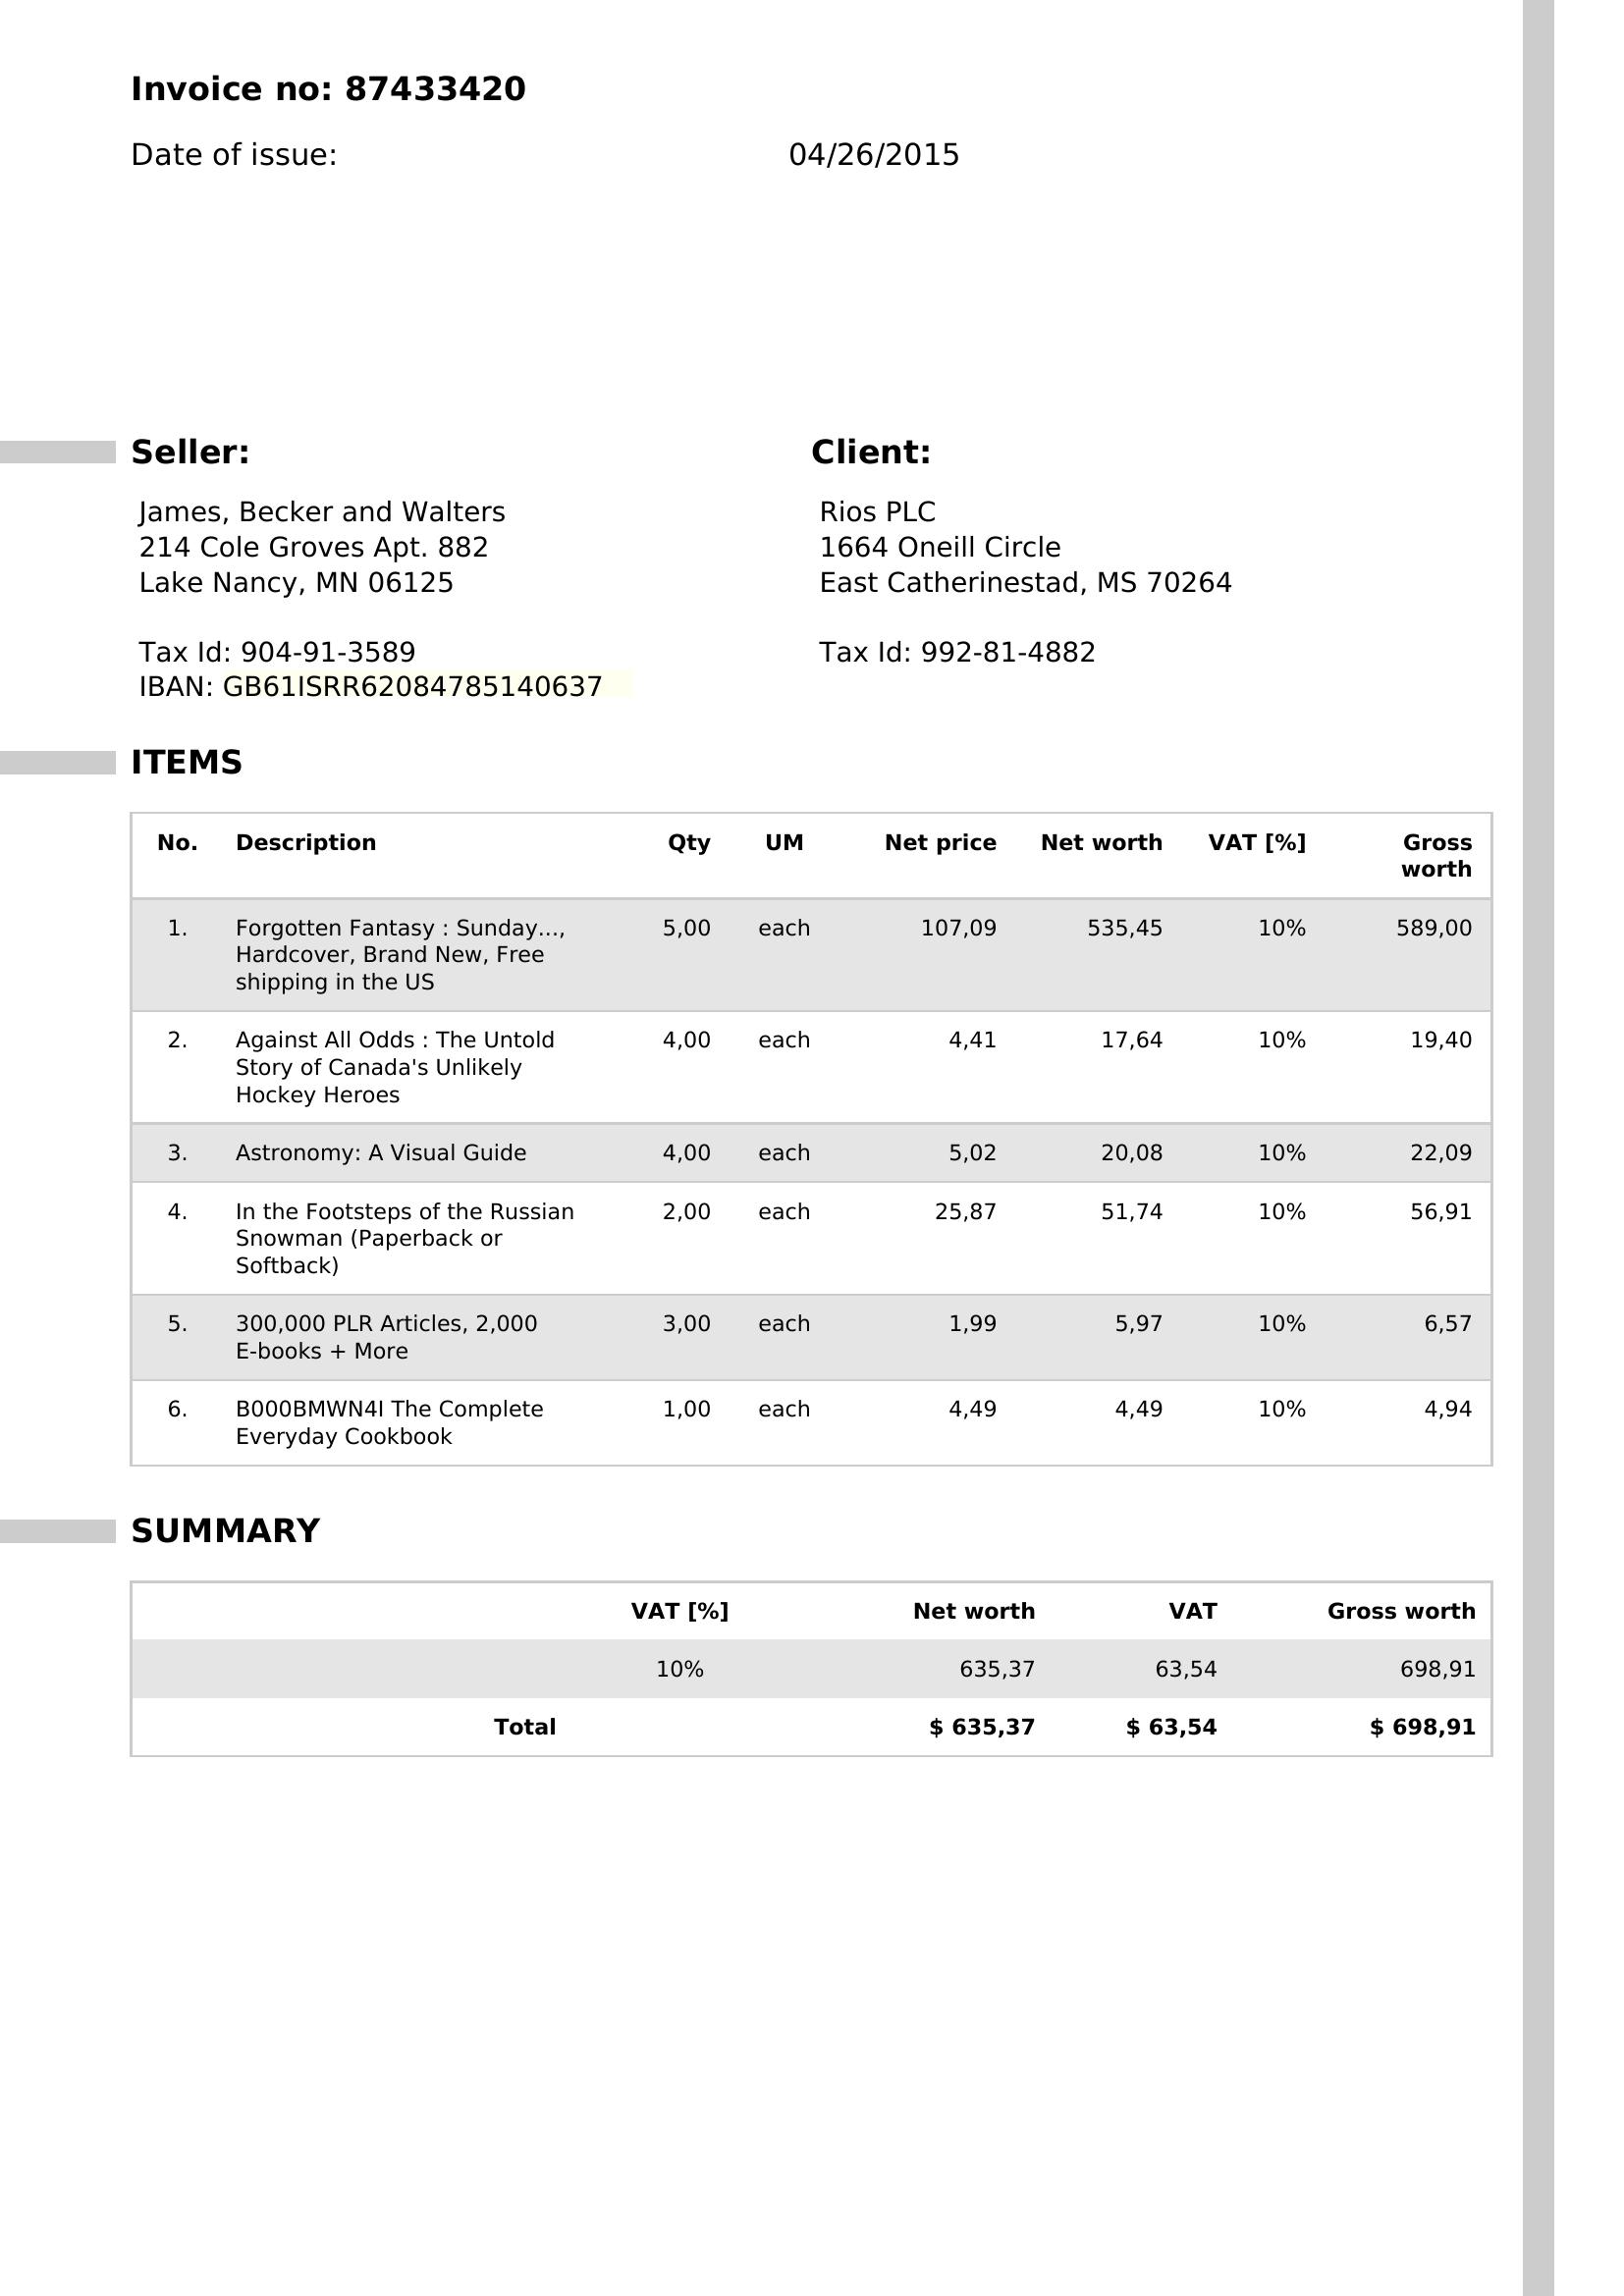 Invoice no: 87433420
Date of issue: 04/26/2015
Seller:
James, Becker and Walters
214 Cole Groves Apt. 882
Lake Nancy, MN 06125
Tax Id: 904-91-3589
IBAN: GB61ISRR62084785140637
Client:
Rios PLC
1664 Oneill Circle
East Catherinestad, MS 70264
Tax Id: 992-81-4882
ITEMS
No. Description Qty UM Net price Net worth VAT [%] Gross
worth
1. Forgotten Fantasy : Sunday..., 5,00 each 107,09 535,45 10% 589,00
Hardcover, Brand New, Free
shipping in the US
2. Against All Odds : The Untold 4,00 each 4,41 17,64 10% 19,40
Story of Canada's Unlikely
Hockey Heroes
3. Astronomy: A Visual Guide 4,00 each 5,02 20,08 10% 22,09
4. In the Footsteps of the Russian 2,00 each 25,87 51,74 10% 56,91
Snowman (Paperback or
Softback)
5. 300,000 PLR Articles, 2,000 3,00 each 1,99 5,97 10% 6,57
E-books + More
6. B000BMWN4I The Complete 1,00 each 4,49 4,49 10% 4,94
Everyday Cookbook
SUMMARY
VAT [%] Net worth VAT Gross worth
10% 635,37 63,54 698,91
Total $ 635,37 $ 63,54 $ 698,91